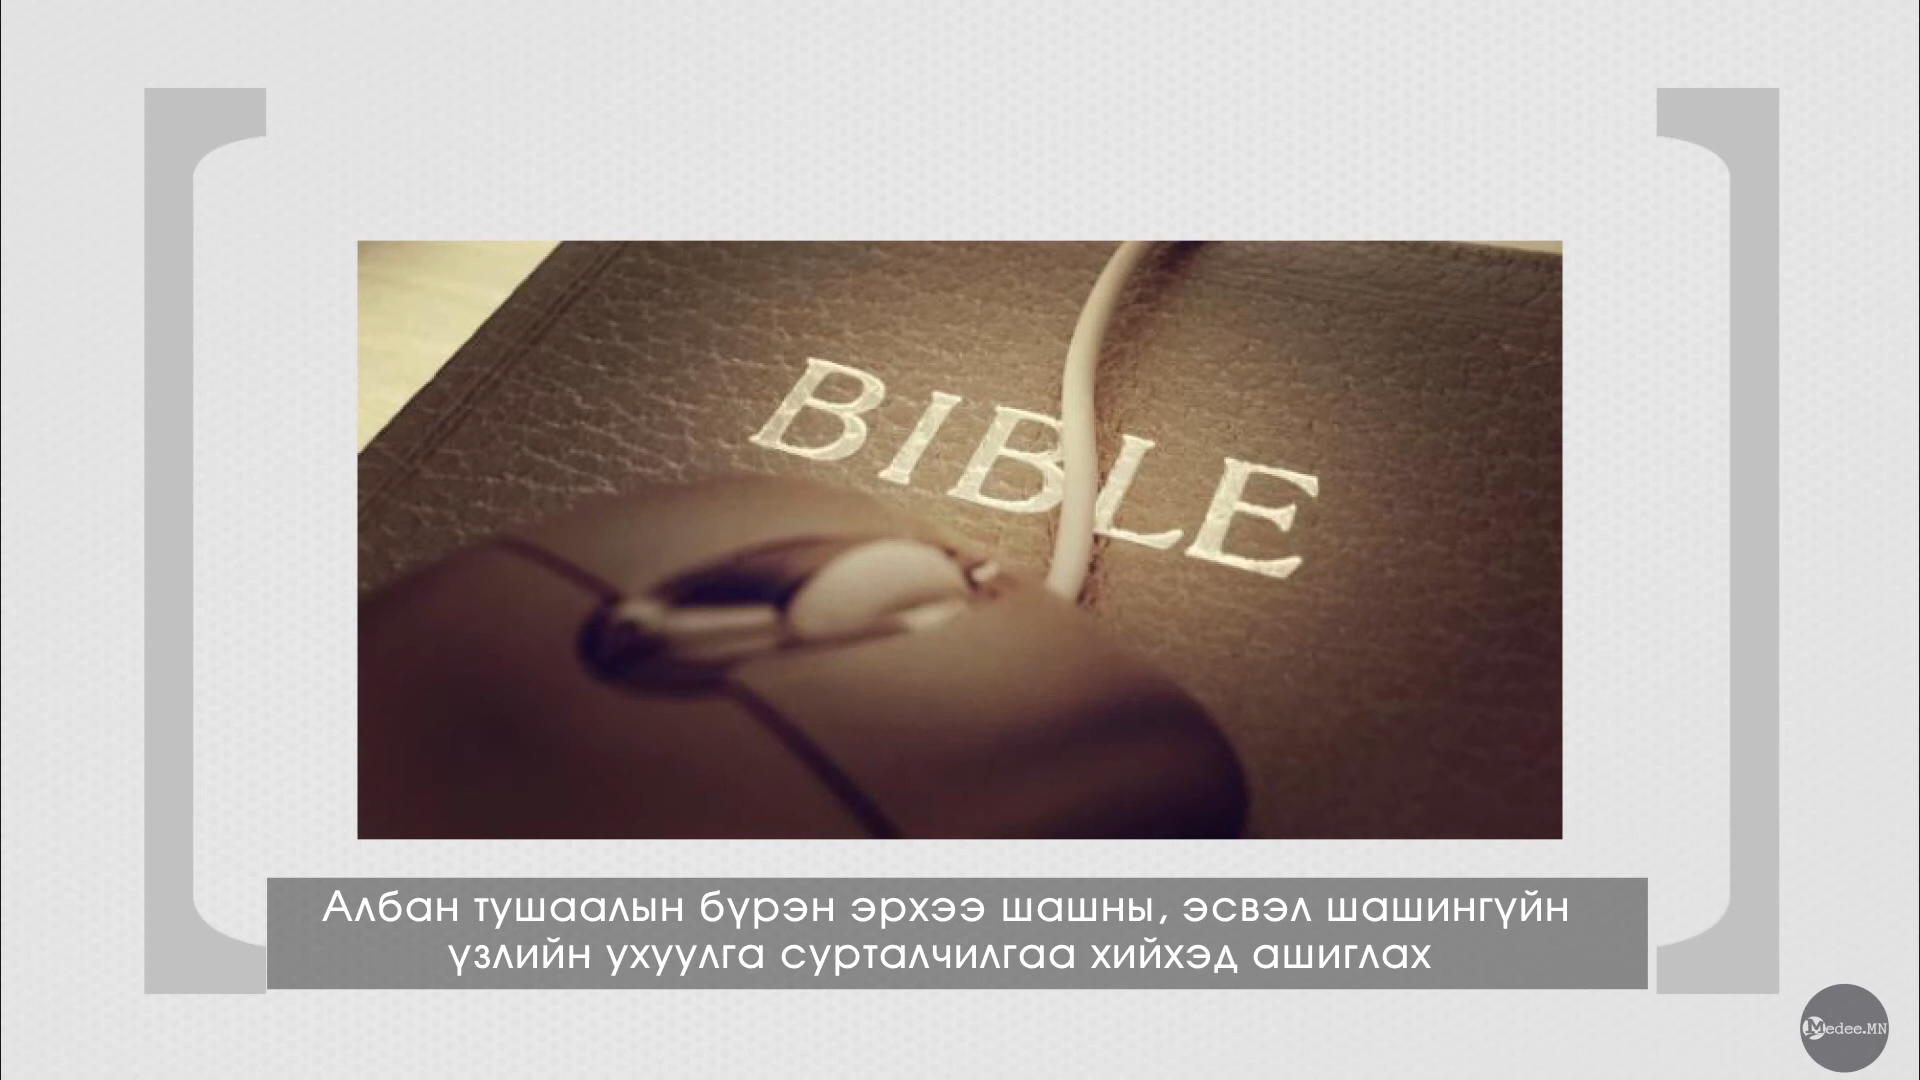 BIBLE
Албан тушаалын бүрэн эрхээ шашны, эсвэл шашингүйн
үзлийн ухуулга сурталчилгаа хийхэд ашиглах
Medee.MN